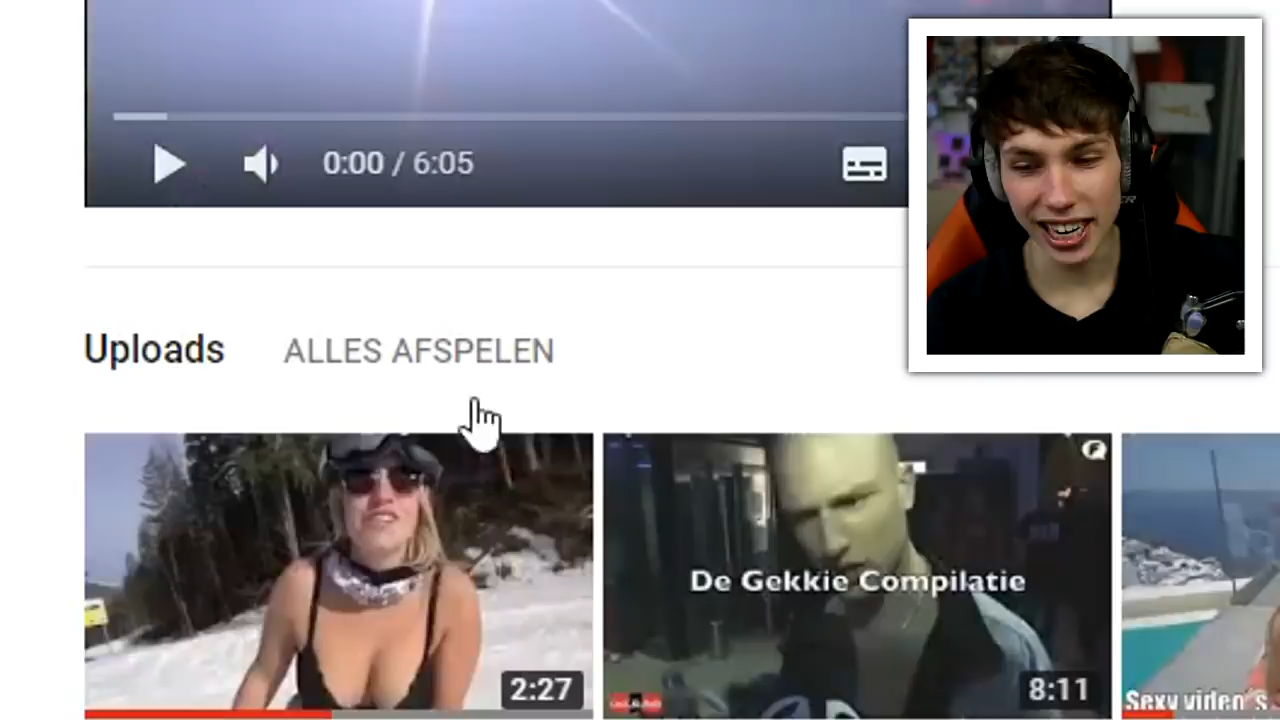 0:00 / 6:05
Uploads ALLES AFSPELEN
De Gekkie Compilatie
2:27
8:11
Sexy video's